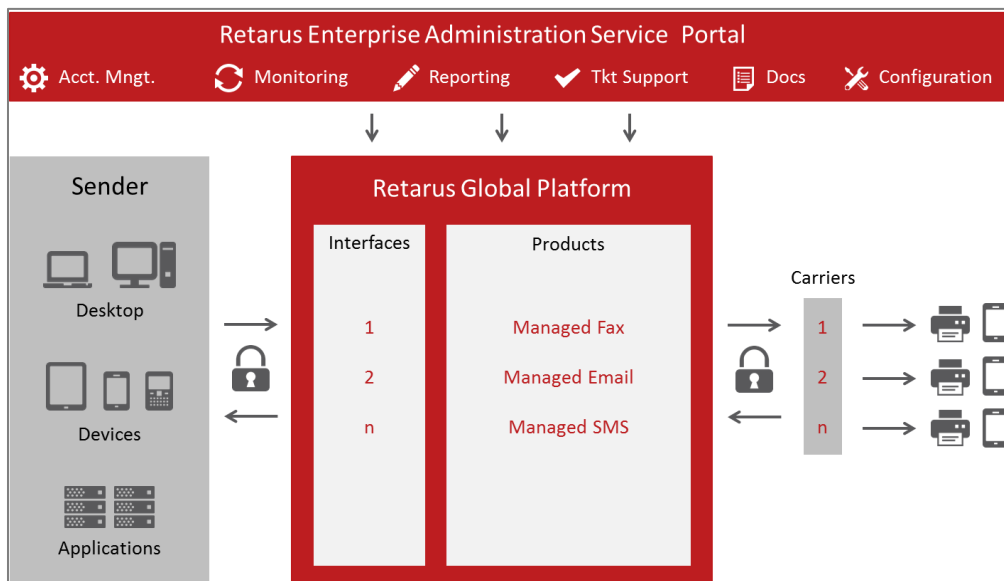 Retarus Enterprise Administration Service Portal
Acct. Mngt. Monitoring Reporting Tkt Support Docs Configuration
Sender
Desktop
Devices
Applications
Retarus Global Platform
Interfaces
1
2
n
Products
Managed Fax
Managed Email
Managed SMS
Carriers
1
2
n